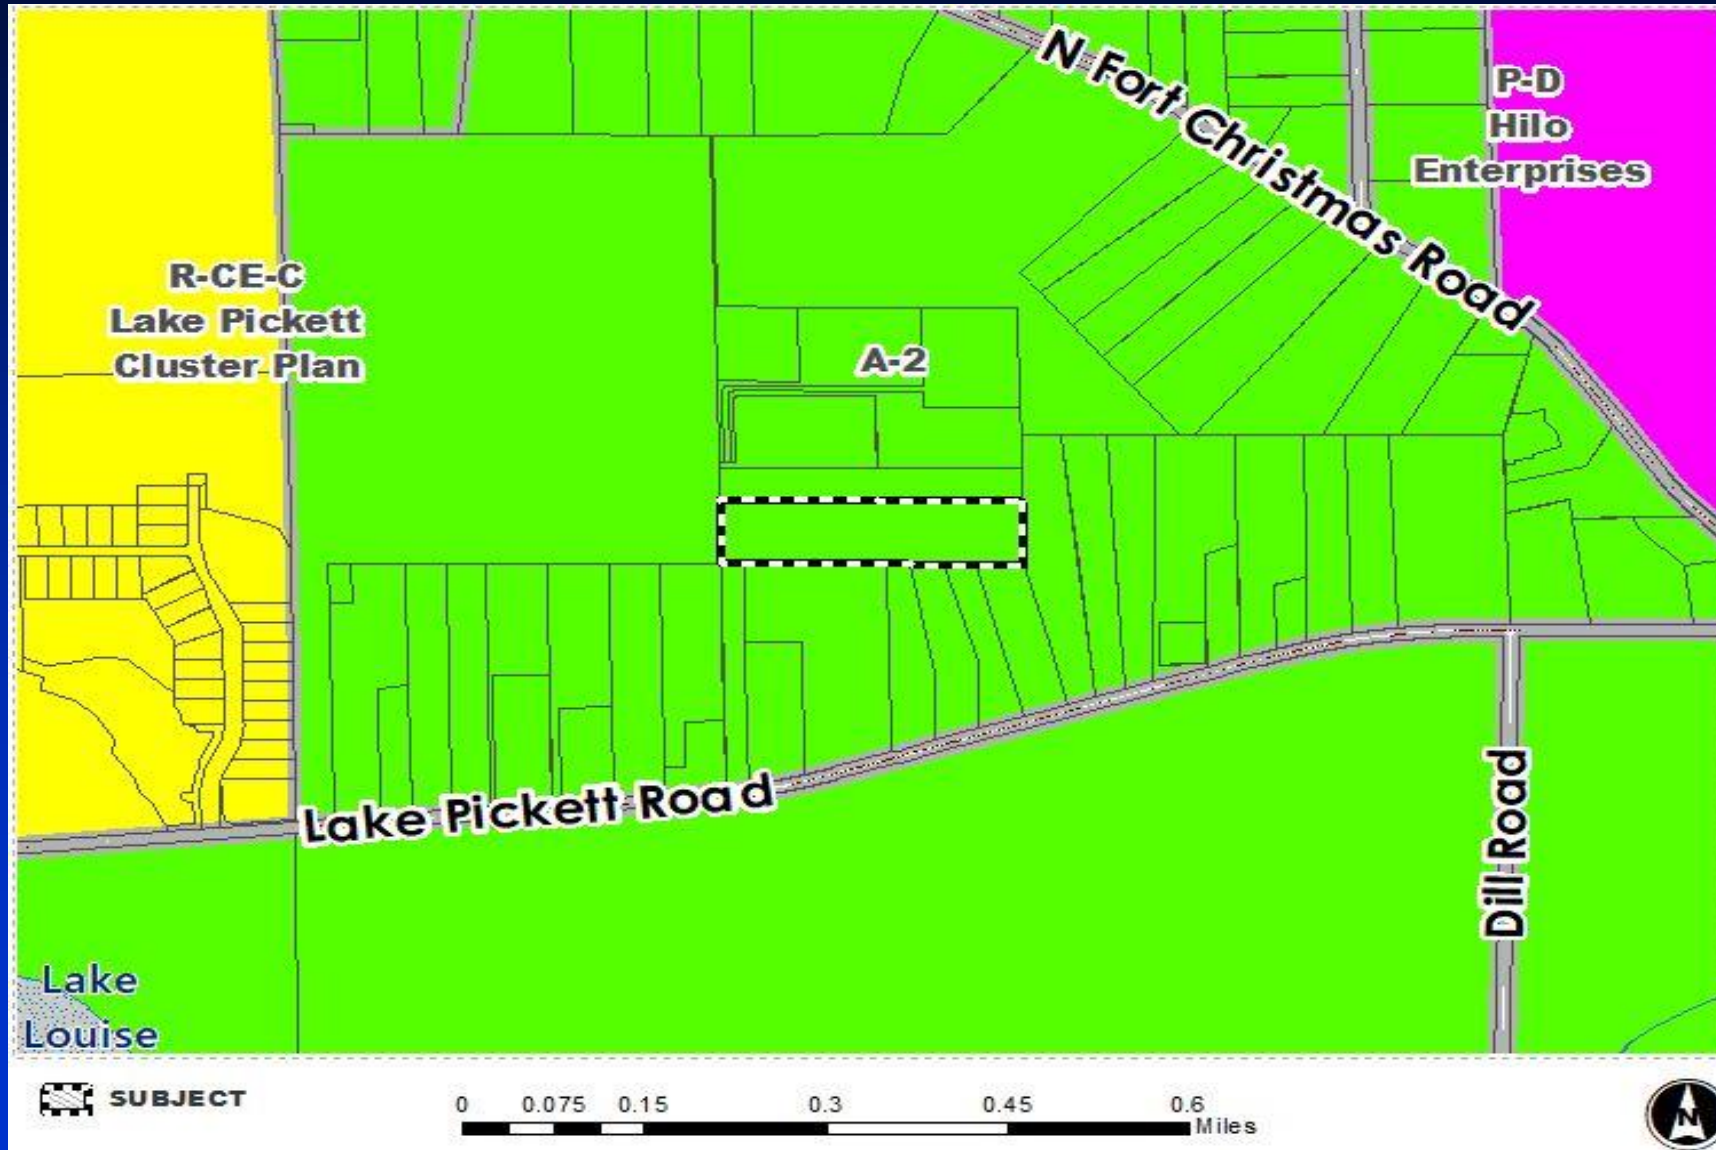 N Fort Christmas Road
P-D
Hilo
Enterprises
R-CE-C
Lake Pickett
Cluster Plan
A-2
Lake Pickett Road
Dill Road
Lake
Louise
SUBJECT
0 0.075 0.15 0.3 0.45 0.6
Miles
N